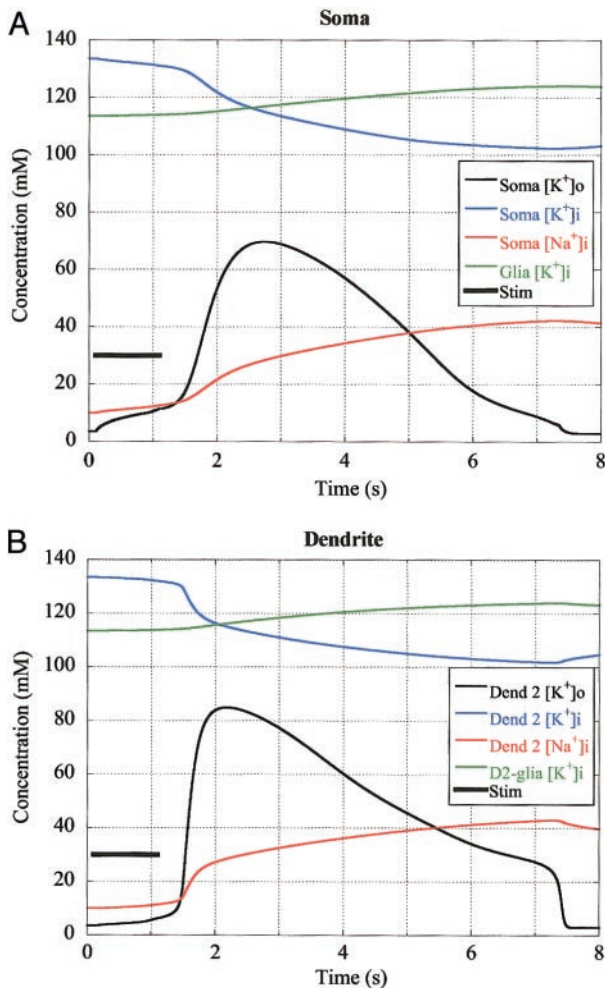 A
Soma
140
120
100
80
60
40
20
0
Concentration (mM)
Soma [K+]o
Soma [K+]i
Soma [Na+]i
Glia [K+]i
Stim
0 2 4 6 8
Time (s)
B
Dendrite
140
120
100
80
60
40
20
0
Concentration (mM)
Dend 2 [K+]o
Dend 2 [K+]i
Dend 2 [Na+]i
D2-glia [K+]i
Stim
0 2 4 6 8
Time (s)